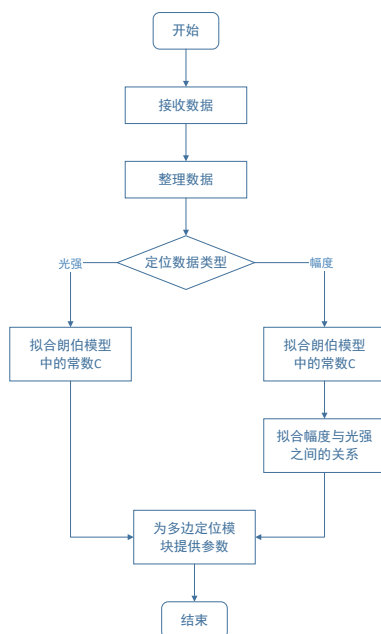 开始
接收数据
整理数据
定位数据类型
光强
幅度
拟合朗伯模型
中的常数C
拟合朗伯模型
中的常数C
拟合幅度与光强
之间的关系
为多边定位模
块提供参数
结束